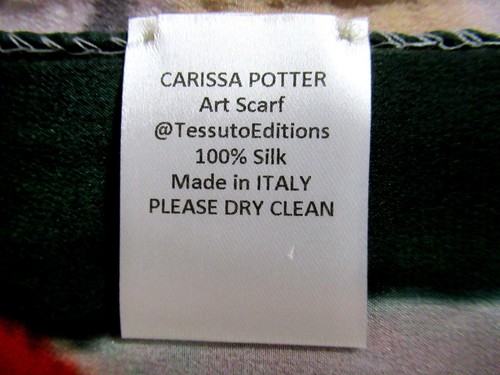 CARISSA POTTER
Art Scarf
@TessutoEditions
100% Silk
Made in ITALY
PLEASE DRY CLEAN